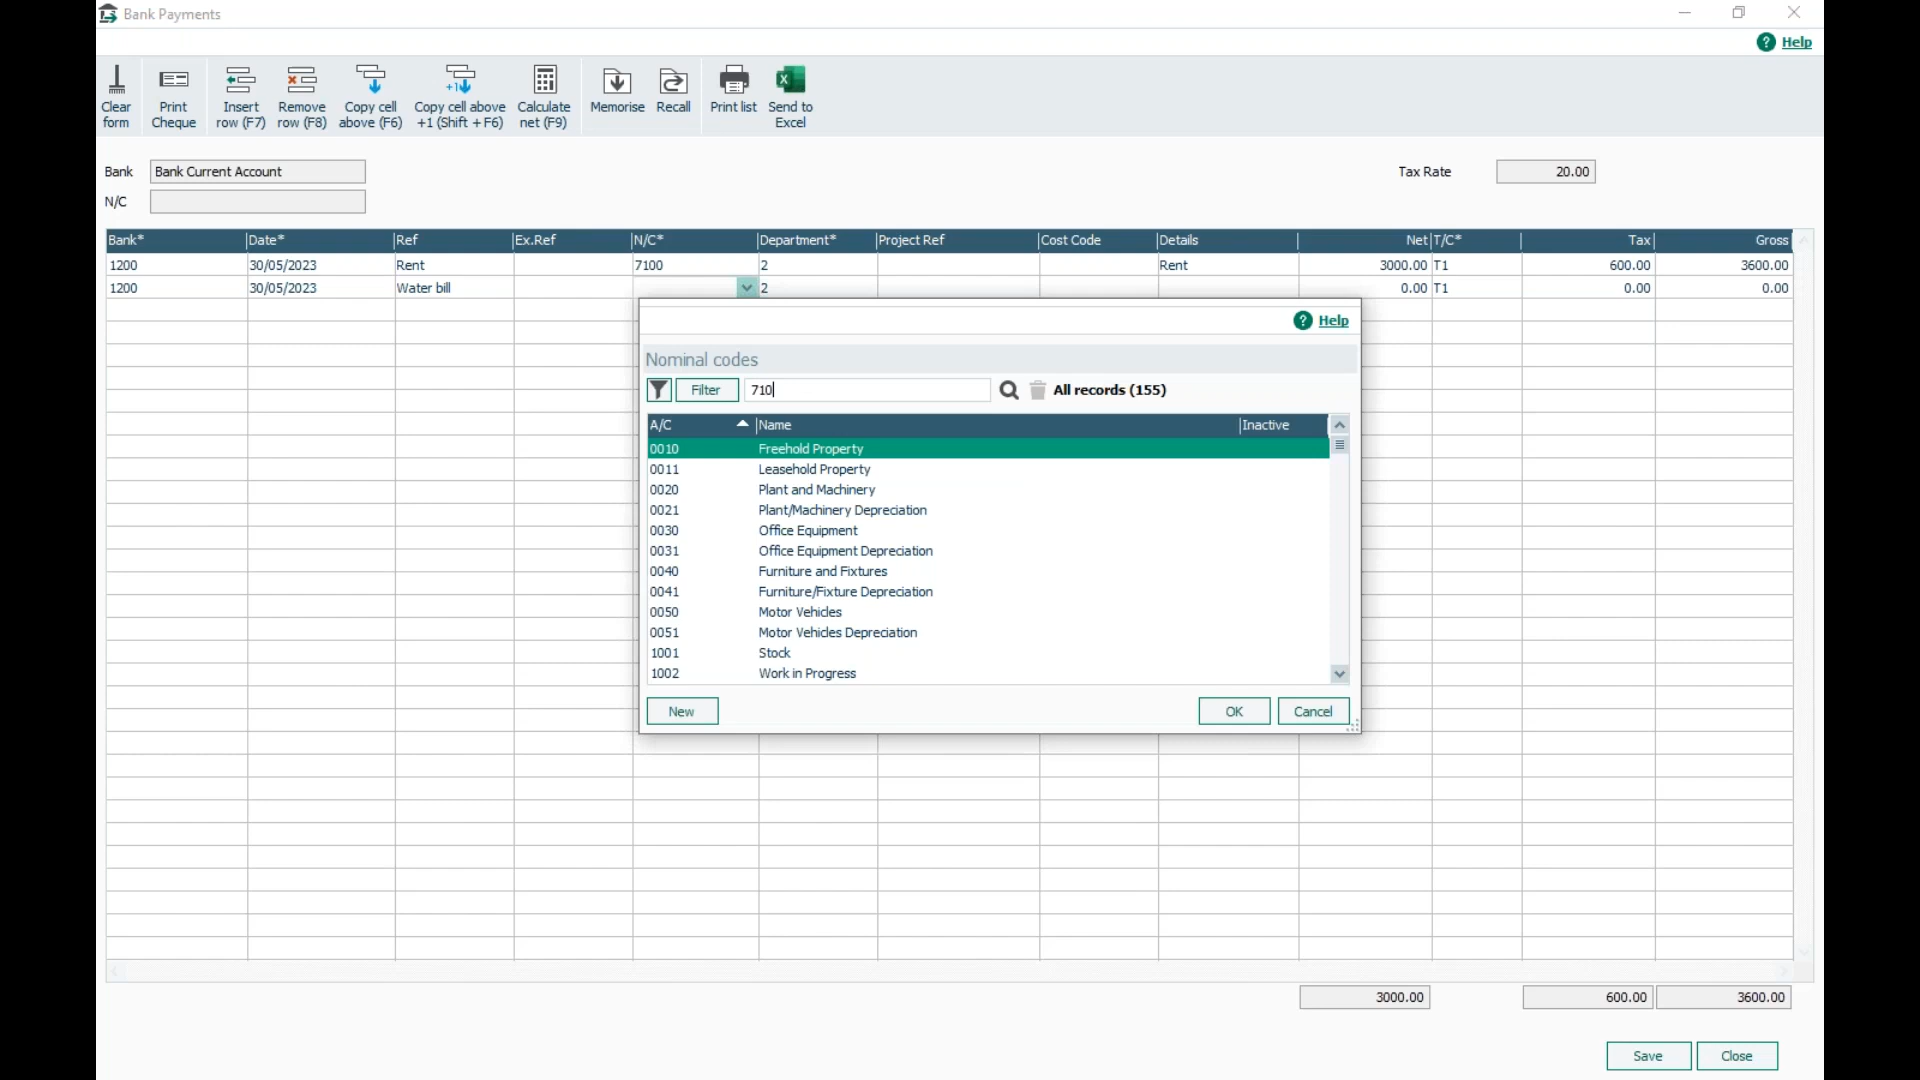 Bank Payments
? Help
Clear form
Print Cheque
Insert row (F7)
Remove row (F8)
Copy cell above (F6)
Copy cell above +1 (Shift + F6)
Calculate net (F9)
Memorise
Recall
Print list
Send to Excel
Bank Bank Current Account Tax Rate 20.00
N/C
Bank* Date* Ref Ex.Ref N/C* Department* Project Ref Cost Code Details Net T/C* Tax Gross
1200 30/05/2023 Rent 7100 2 Rent 3000.00 T1 600.00 3600.00
1200 30/05/2023 Water bill 2 0.00 T1 0.00 0.00
? Help
Nominal codes
Filter 710 All records (155)
A/C Name Inactive
0010 Freehold Property
0011 Leasehold Property
0020 Plant and Machinery
0021 Plant/Machinery Depreciation
0030 Office Equipment
0031 Office Equipment Depreciation
0040 Furniture and Fixtures
0041 Furniture/Fixture Depreciation
0050 Motor Vehicles
0051 Motor Vehicles Depreciation
1001 Stock
1002 Work in Progress
New OK Cancel
3000.00 600.00 3600.00
Save Close